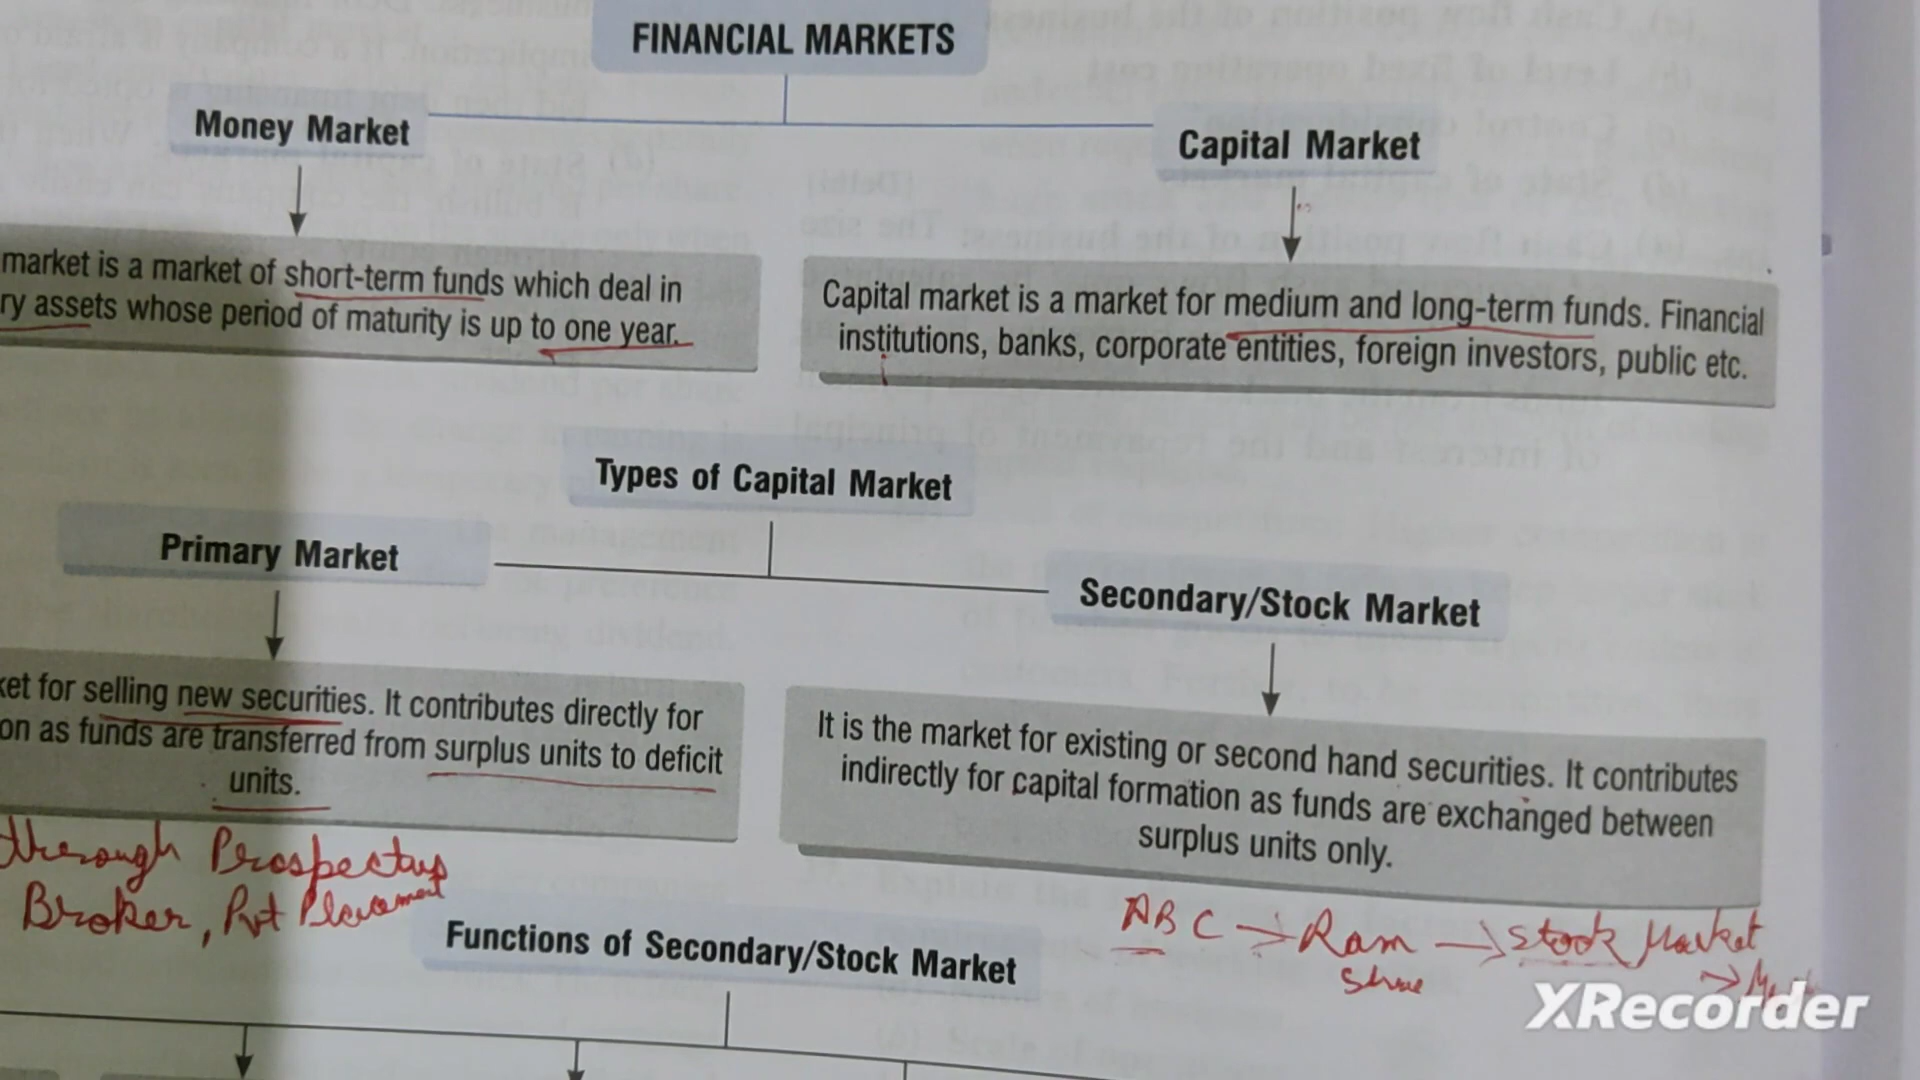 FINANCIAL MARKETS
Money Market
Capital Market
market is a market of short-term funds which deal in
ry assets whose period of maturity is up to one year.
Capital market is a market for medium and long-term funds. Financial
institutions, banks, corporate entities, foreign investors, public etc.
Types of Capital Market
Primary Market
Secondary/Stock Market
ket for selling new securities. It contributes directly for
on as funds are transferred from surplus units to deficit
units.
It is the market for existing or second hand securities. It contributes
indirectly for capital formation as funds are exchanged between
surplus units only.
through Prospectus
Broker, Pvt Placement
ABC → Ram → Stock Market
Share
Functions of Secondary/Stock Market
XRecorder